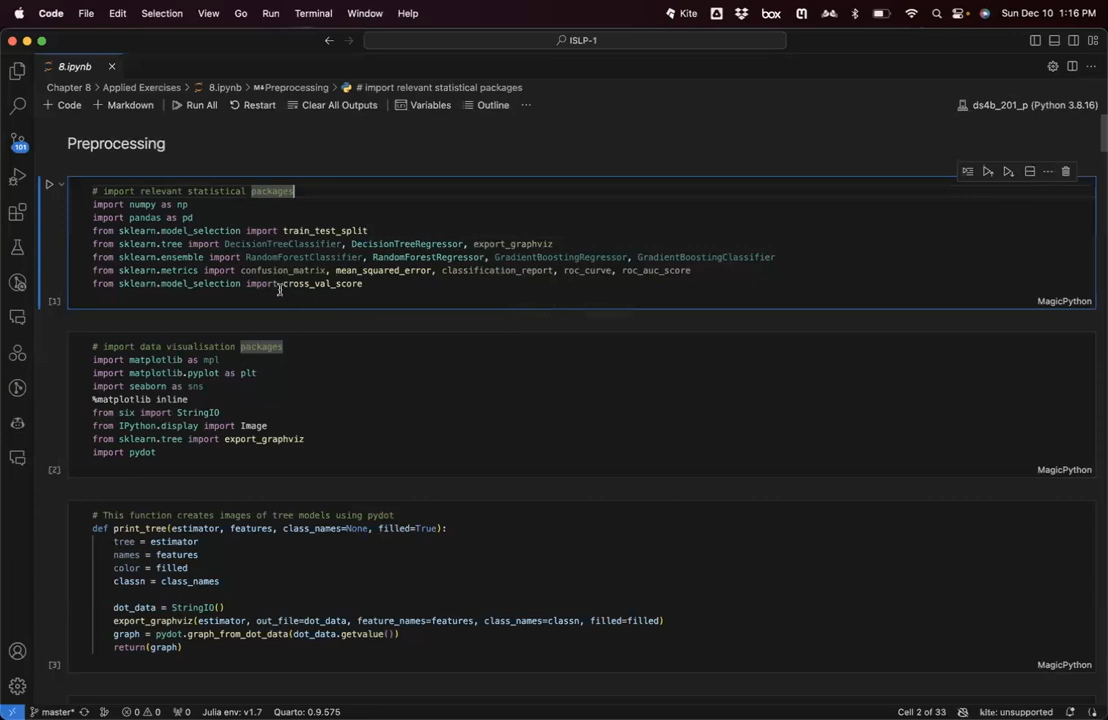 Code File Edit Selection View Go Run Terminal Window Help Kite box Sun Dec 10 1:16 PM
ISLP-1
8.ipynb
Chapter 8 > Applied Exercises > 8.ipynb > M↓Preprocessing > # import relevant statistical packages
+ Code + Markdown Run All Restart Clear All Outputs Variables Outline ... ds4b_201_p (Python 3.8.16)
101
Preprocessing
# import relevant statistical packages
import numpy as np
import pandas as pd
from sklearn.model_selection import train_test_split
from sklearn.tree import DecisionTreeClassifier, DecisionTreeRegressor, export_graphviz
from sklearn.ensemble import RandomForestClassifier, RandomForestRegressor, GradientBoostingRegressor, GradientBoostingClassifier
from sklearn.metrics import confusion_matrix, mean_squared_error, classification_report, roc_curve, roc_auc_score
from sklearn.model_selection import cross_val_score
[1] MagicPython
# import data visualisation packages
import matplotlib as mpl
import matplotlib.pyplot as plt
import seaborn as sns
%matplotlib inline
from six import StringIO
from IPython.display import Image
from sklearn.tree import export_graphviz
import pydot
[2] MagicPython
# This function creates images of tree models using pydot
def print_tree(estimator, features, class_names=None, filled=True):
tree = estimator
names = features
color = filled
classn = class_names
dot_data = StringIO()
export_graphviz(estimator, out_file=dot_data, feature_names=features, class_names=classn, filled=filled)
graph = pydot.graph_from_dot_data(dot_data.getvalue())
return(graph)
[3] MagicPython
master* 0 0 0 Julia env: v1.7 Quarto: 0.9.575 Cell 2 of 33 kite: unsupported